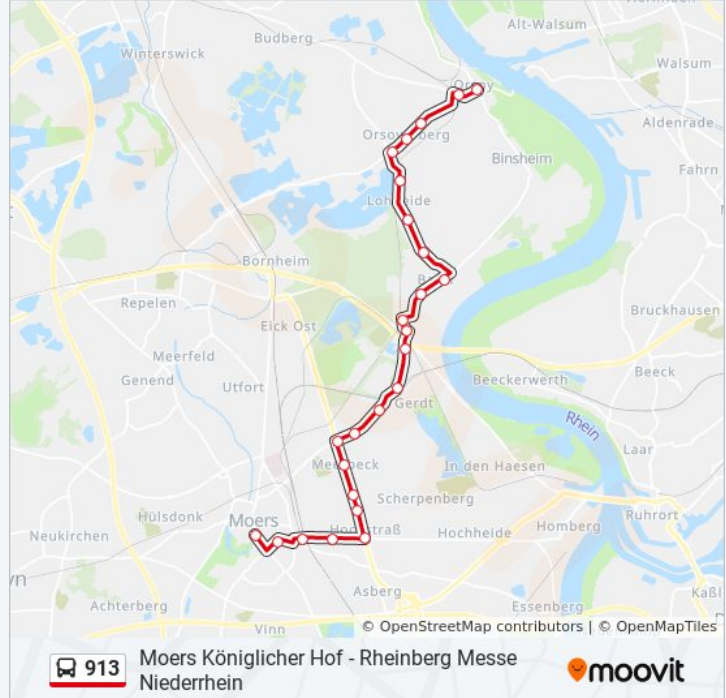 Alt-Walsum
Budberg
Winterswick
Walsum
Orsoy
Aldenrade
Orsoyerberg
Binsheim
Fahrn
Lohheide
Bornheim
Repelen
Bruckhausen
Eick Ost
Meerfeld
Beeck
Genend
Utfort
Beeckerwerth
Gerdt
Rhein
Laar
Meerbeck
In den Haesen
Scherpenberg
Ruhrort
Hülsdonk
Moers
Homberg
Neukirchen
Hochstraß
Hochheide
Asberg
Kaßl
Achterberg
Essenberg
Vinn
© OpenStreetMap contributors | © OpenMapTiles
913
Moers Königlicher Hof - Rheinberg Messe
Niederrhein
moovit